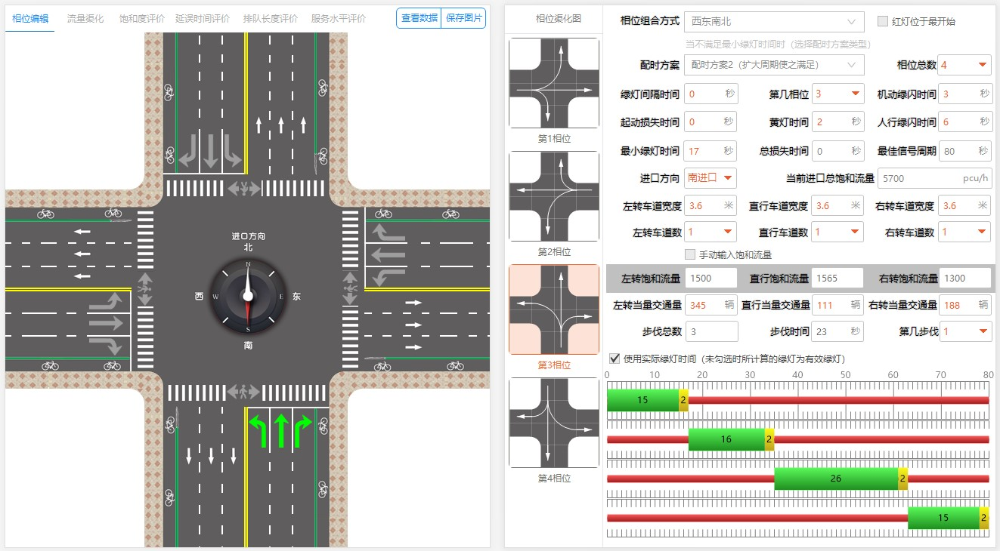 相位编辑 流量渠化 饱和度评价 延误时间评价 排队长度评价 服务水平评价 查看数据 保存图片
进口方向
北
N
西 W E 东
S
南
相位渠化图
第1相位
第2相位
第3相位
第4相位
相位组合方式 西东南北 红灯位于最开始
当不满足最小绿灯时间时（选择配时方案类型）
配时方案 配时方案2（扩大周期使之满足） 相位总数 4
绿灯间隔时间 0 秒 第几相位 3 机动绿闪时间 3 秒
起动损失时间 0 秒 黄灯时间 2 秒 人行绿闪时间 6 秒
最小绿灯时间 17 秒 总损失时间 0 秒 最佳信号周期 80 秒
进口方向 南进口 当前进口总饱和流量 5700 pcu/h
左转车道宽度 3.6 米 直行车道宽度 3.6 米 右转车道宽度 3.6 米
左转车道数 1 直行车道数 1 右转车道数 1
手动输入饱和流量
左转饱和流量 1500 直行饱和流量 1565 右转饱和流量 1300
左转当量交通量 345 辆 直行当量交通量 111 辆 右转当量交通量 188 辆
步伐总数 3 步伐时间 23 秒 第几步伐 1
使用实际绿灯时间（未勾选时所计算的绿灯为有效绿灯）
0 10 20 30 40 50 60 70 80
15 2
16 2
26 2
15 2